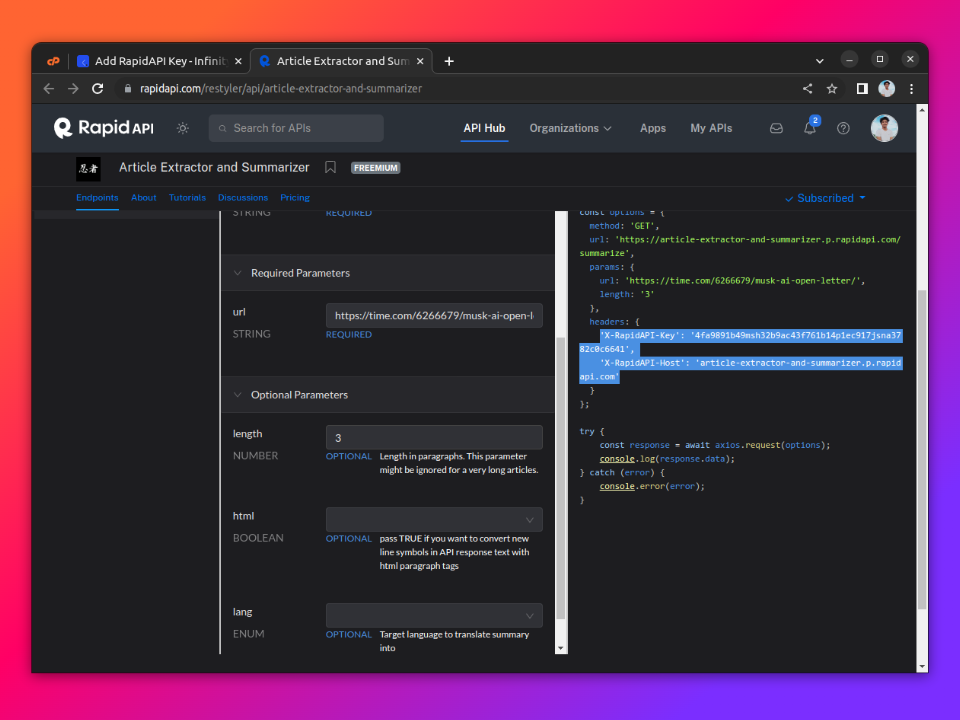 Add RapidAPI Key - Infinit
Article Extractor and Sum
rapidapi.com/restyler/api/article-extractor-and-summarizer
Rapid API
Search for APIs
API Hub
Organizations
Apps
My APIs
2
忍者
Article Extractor and Summarizer
FREEMIUM
Endpoints
About
Tutorials
Discussions
Pricing
Subscribed
STRING
REQUIRED
Required Parameters
url
https://time.com/6266679/musk-ai-open-l
STRING
REQUIRED
Optional Parameters
length
3
NUMBER
OPTIONAL
Length in paragraphs. This parameter
might be ignored for a very long articles.
html
BOOLEAN
OPTIONAL
pass TRUE if you want to convert new
line symbols in API response text with
html paragraph tags
lang
ENUM
OPTIONAL
Target language to translate summary
into
const options = {
method: 'GET',
url: 'https://article-extractor-and-summarizer.p.rapidapi.com/
summarize',
params: {
url: 'https://time.com/6266679/musk-ai-open-letter/',
length: '3'
},
headers: {
'X-RapidAPI-Key': '4fa9891b49msh32b9ac43f761b14p1ec917jsna37
82c0c6641',
'X-RapidAPI-Host': 'article-extractor-and-summarizer.p.rapid
api.com'
}
};
try {
const response = await axios.request(options);
console.log(response.data);
} catch (error) {
console.error(error);
}